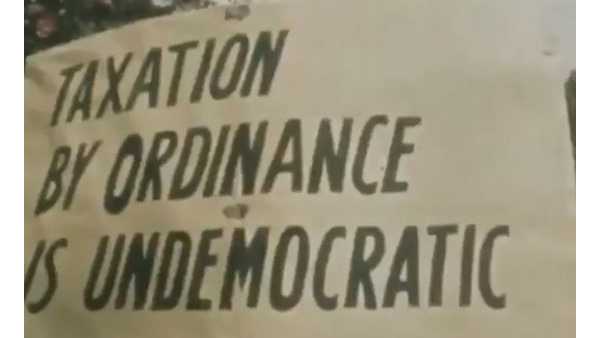 TAXATION
BY ORDINANCE
IS UNDEMOCRATIC